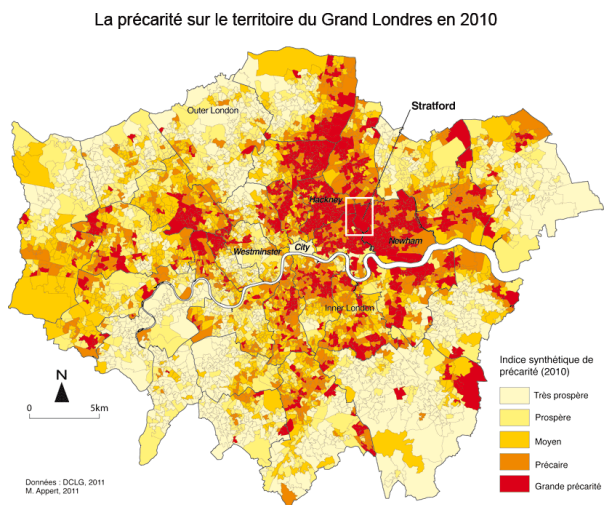 La précarité sur le territoire du Grand Londres en 2010
Outer London
Stratford
Hackney
Westminster
City
Newham
Inner London
N
0 5km
Indice synthétique de
précarité (2010)
Très prospère
Prospère
Moyen
Précaire
Grande précarité
Données : DCLG, 2011
M. Appert, 2011